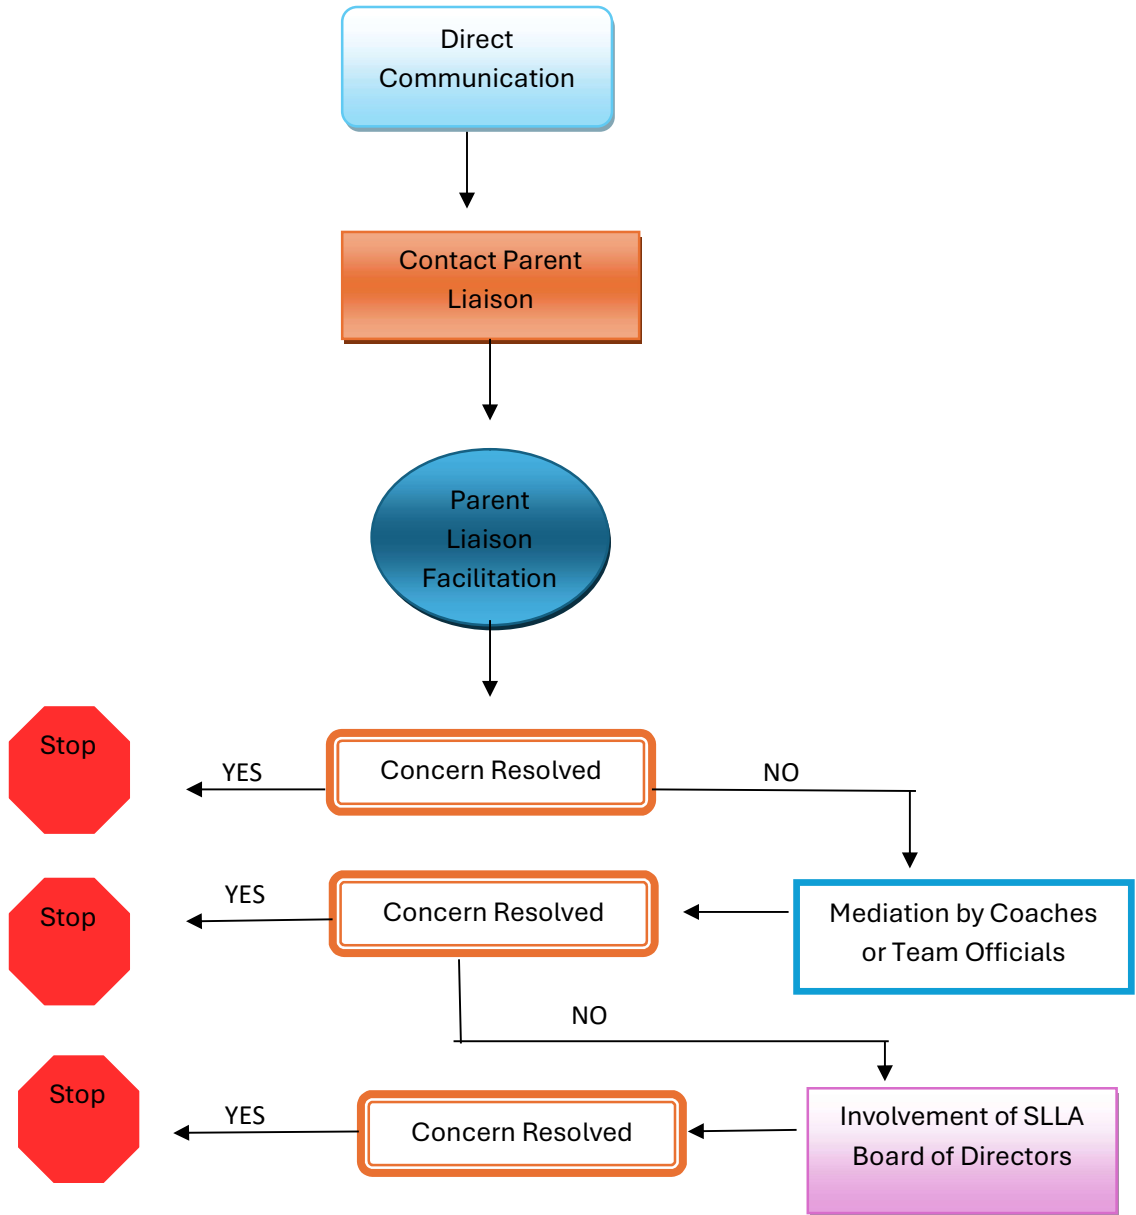 Direct
Communication
Contact Parent
Liaison
Parent
Liaison
Facilitation
Stop
YES
Concern Resolved
NO
Stop
YES
Concern Resolved
Mediation by Coaches
or Team Officials
NO
Stop
YES
Concern Resolved
Involvement of SLLA
Board of Directors